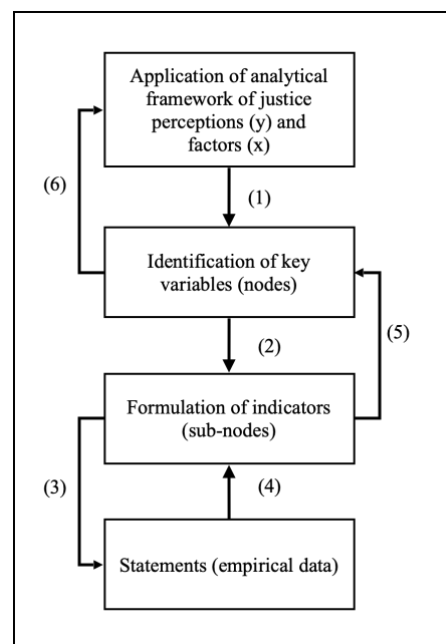 Application of analytical
framework of justice
perceptions (y) and
factors (x)
(6)
(1)
Identification of key
variables (nodes)
(2)
(5)
Formulation of indicators
(sub-nodes)
(3)
(4)
Statements (empirical data)